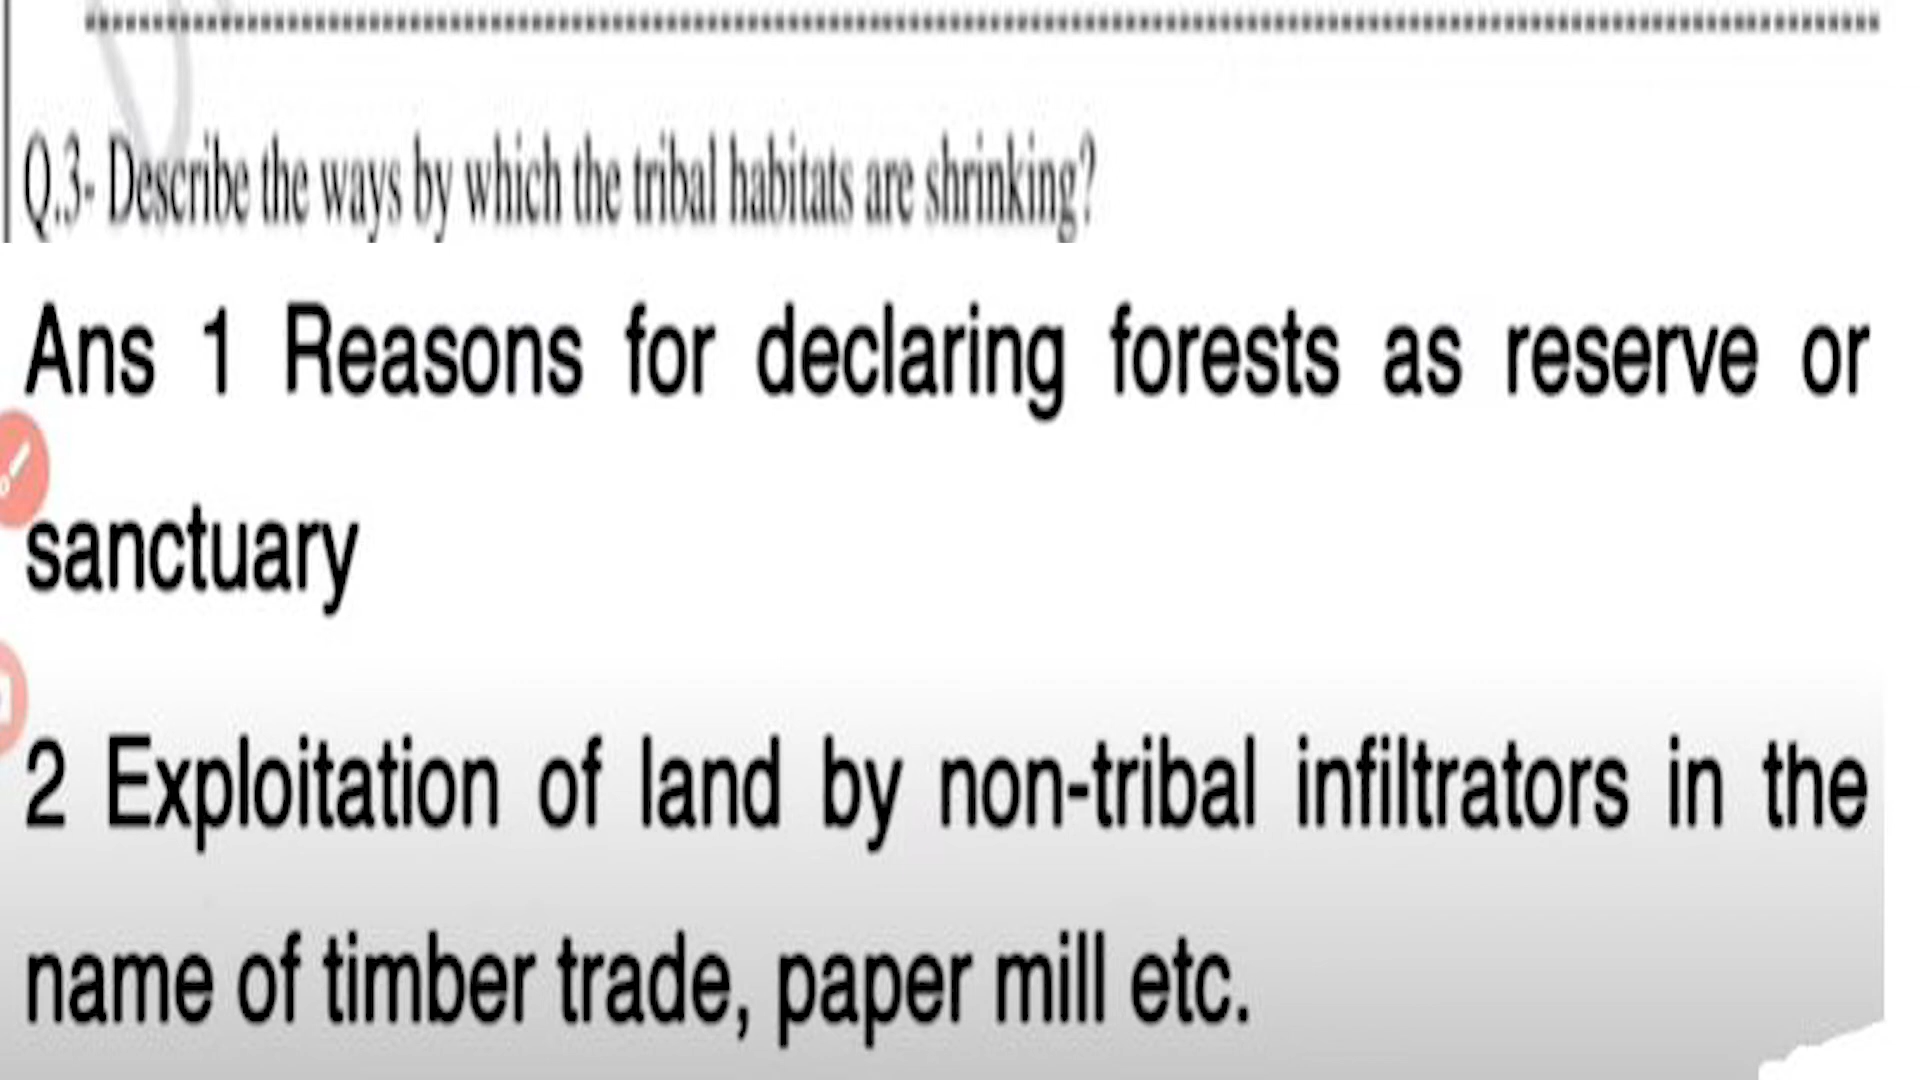 Q.3- Describe the ways by which the tribal habitats are shrinking?
Ans 1 Reasons for declaring forests as reserve or
sanctuary
2 Exploitation of land by non-tribal infiltrators in the
name of timber trade, paper mill etc.